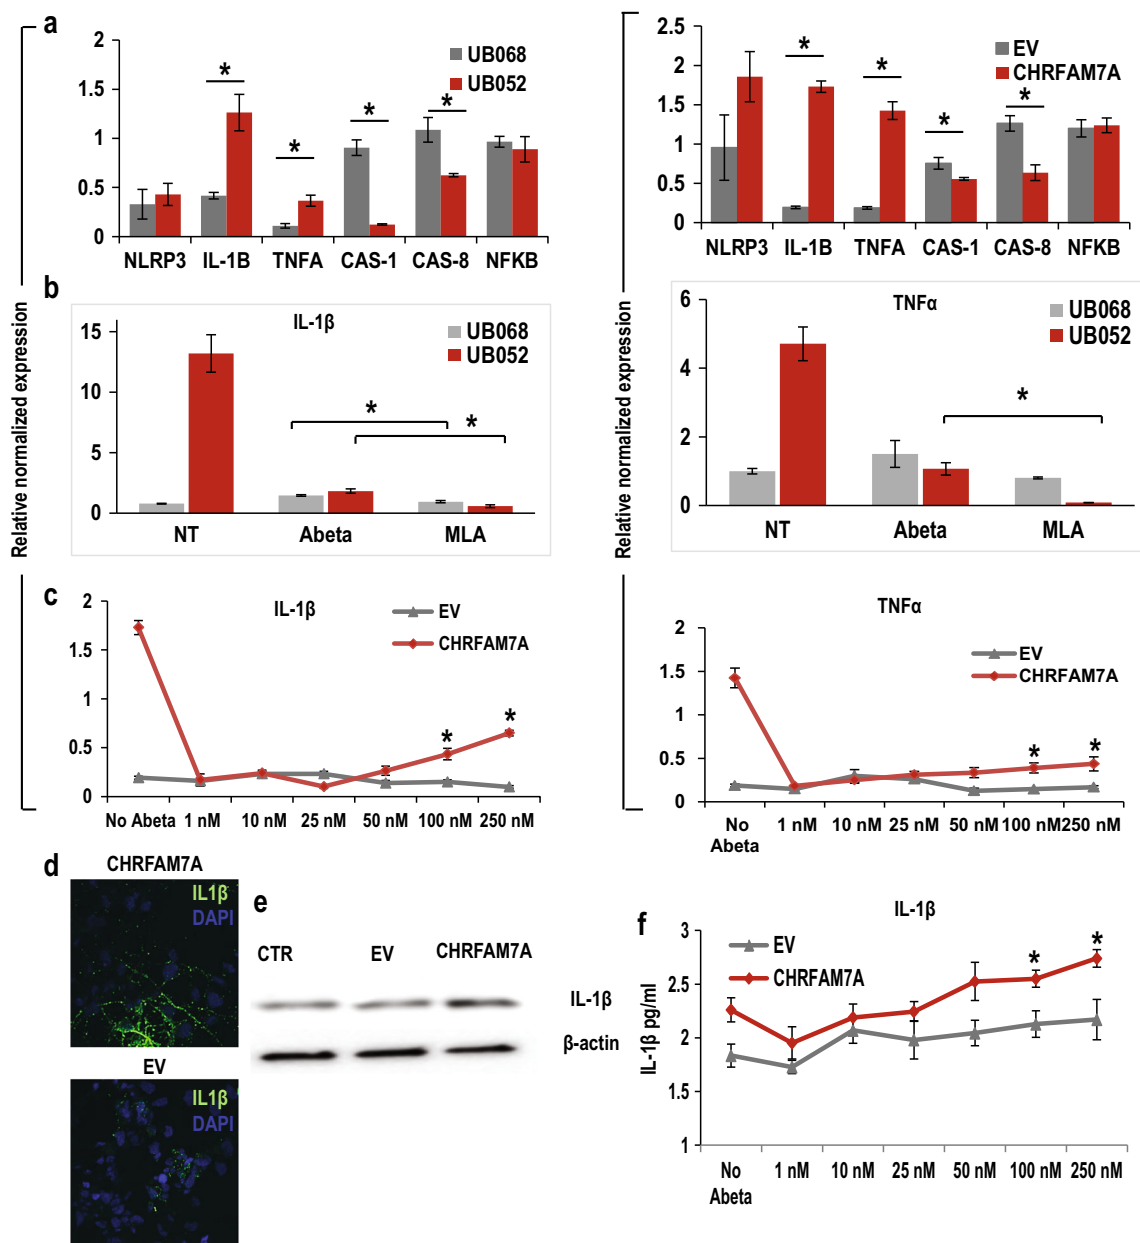 a
Relative normalized expression
2
1.5
1
0.5
0
UB068
UB052
* * * *
NLRP3 IL-1B TNFA CAS-1 CAS-8 NFKB
Relative normalized expression
2.5
2
1.5
1
0.5
0
EV
CHRFAM7A
* * * *
NLRP3 IL-1B TNFA CAS-1 CAS-8 NFKB
b
IL-1β
15
10
5
0
UB068
UB052
* *
NT Abeta MLA
TNFα
6
4
2
0
UB068
UB052
*
NT Abeta MLA
c
IL-1β
2
1.5
1
0.5
0
EV
CHRFAM7A
* *
No Abeta 1 nM 10 nM 25 nM 50 nM 100 nM 250 nM
TNFα
2
1.5
1
0.5
0
EV
CHRFAM7A
* *
No Abeta 1 nM 10 nM 25 nM 50 nM 100 nM 250 nM
d
CHRFAM7A
IL1β
DAPI
EV
IL1β
DAPI
e
CTR EV CHRFAM7A
IL-1β
β-actin
f
IL-1β
IL-1β pg/ml
3
2.5
2
1.5
1
EV
CHRFAM7A
* *
No Abeta 1 nM 10 nM 25 nM 50 nM 100 nM 250 nM